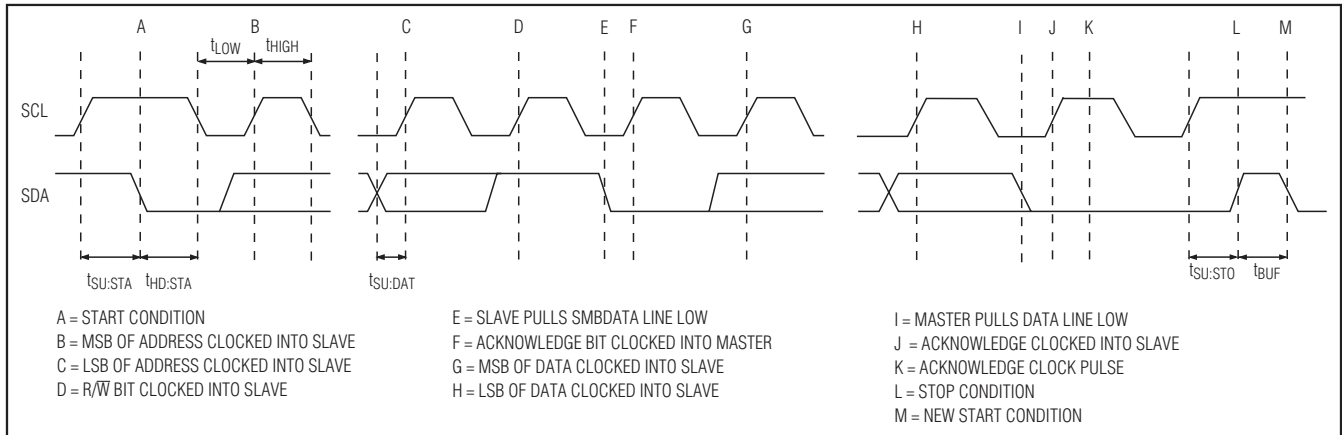 A B C D E F G H I J K L M
tLOW tHIGH
SCL
SDA
tSU:STA tHD:STA tSU:DAT tSU:STO tBUF
A = START CONDITION
B = MSB OF ADDRESS CLOCKED INTO SLAVE
C = LSB OF ADDRESS CLOCKED INTO SLAVE
D = R/W̅ BIT CLOCKED INTO SLAVE
E = SLAVE PULLS SMBDATA LINE LOW
F = ACKNOWLEDGE BIT CLOCKED INTO MASTER
G = MSB OF DATA CLOCKED INTO SLAVE
H = LSB OF DATA CLOCKED INTO SLAVE
I = MASTER PULLS DATA LINE LOW
J = ACKNOWLEDGE CLOCKED INTO SLAVE
K = ACKNOWLEDGE CLOCK PULSE
L = STOP CONDITION
M = NEW START CONDITION